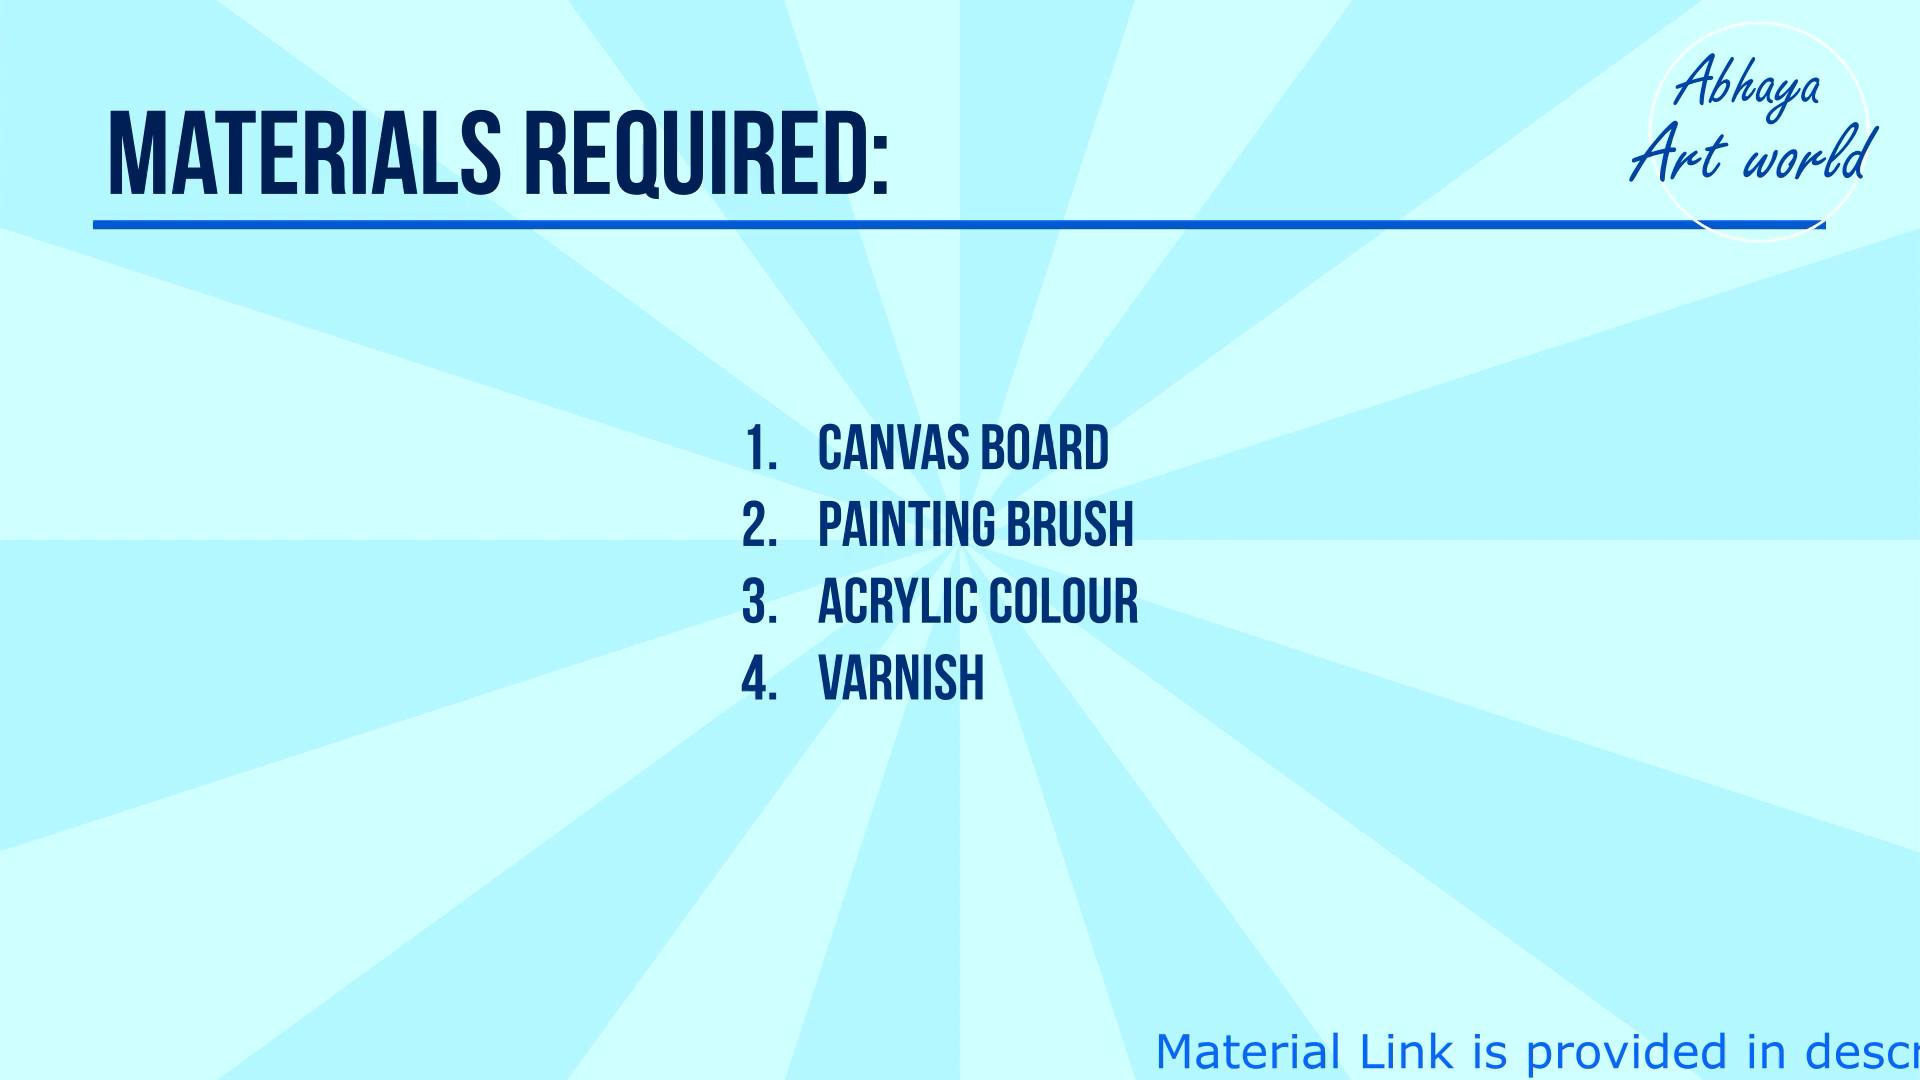 Abhaya
Art world
MATERIALS REQUIRED:
1. CANVAS BOARD
2. PAINTING BRUSH
3. ACRYLIC COLOUR
4. VARNISH
Material Link is provided in descr